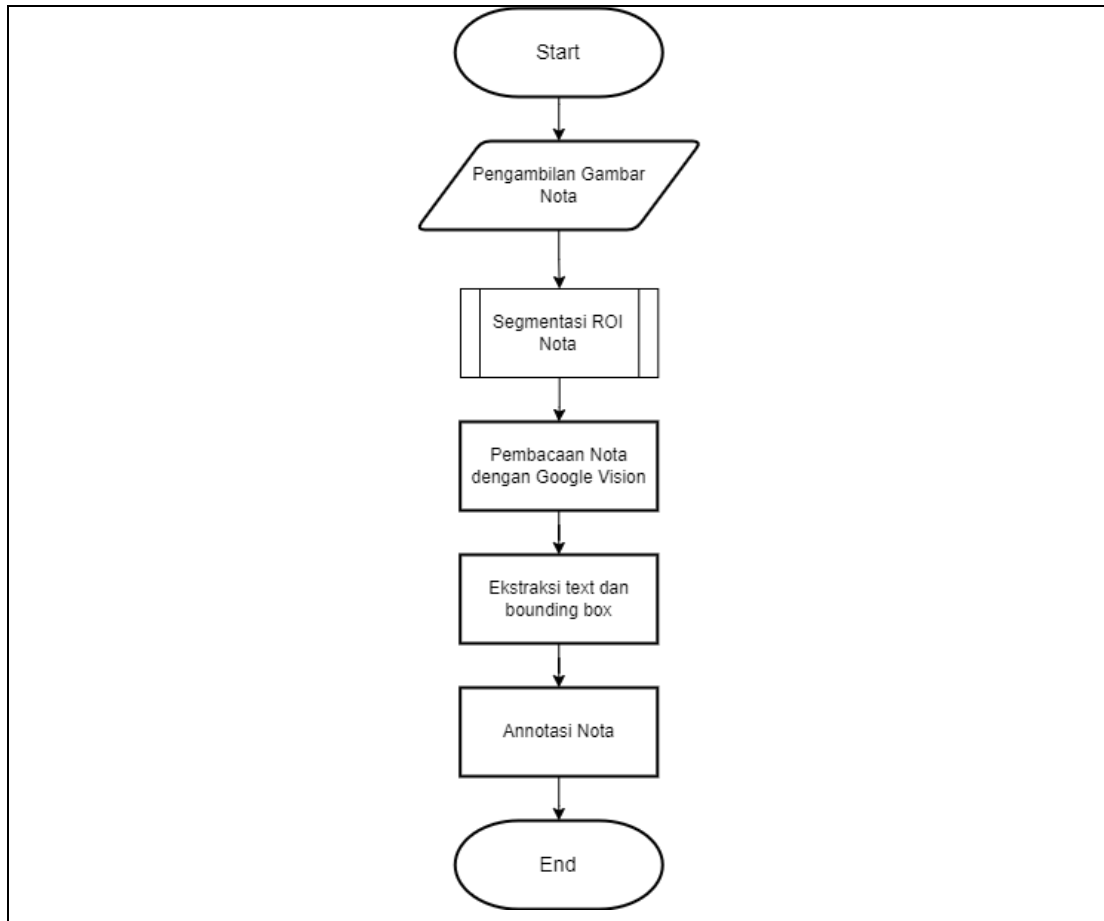 Start
Pengambilan Gambar
Nota
Segmentasi ROI
Nota
Pembacaan Nota
dengan Google Vision
Ekstraksi text dan
bounding box
Annotasi Nota
End